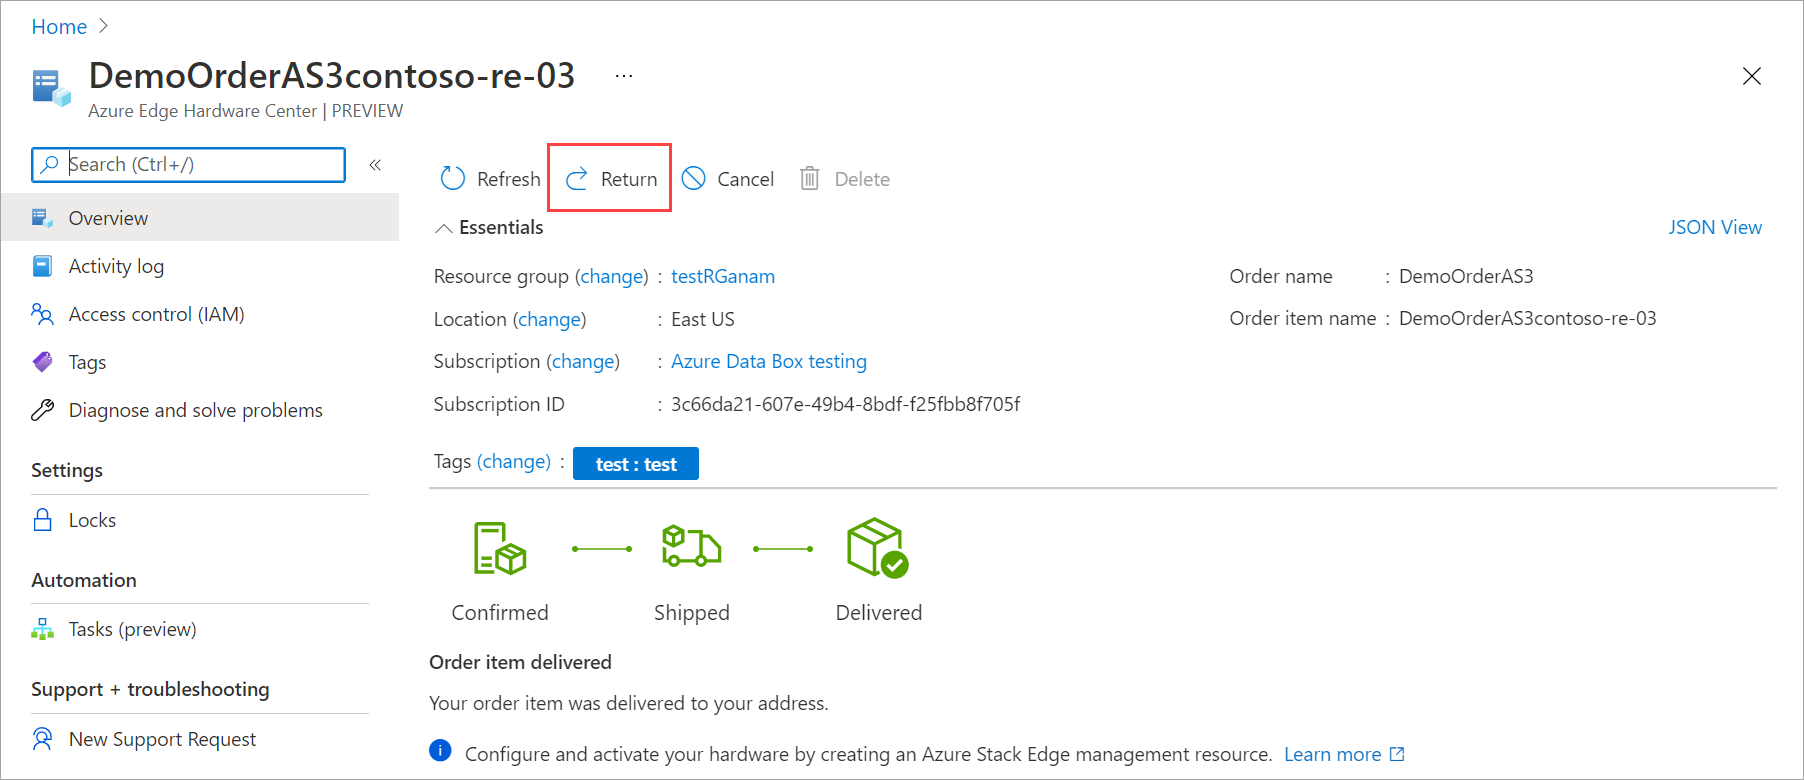 Home
DemoOrderAS3contoso-re-03 ...
Azure Edge Hardware Center | PREVIEW
Search (Ctrl+/)
Overview
Activity log
Access control (IAM)
Tags
Diagnose and solve problems
Settings
Locks
Automation
Tasks (preview)
Support + troubleshooting
New Support Request
Refresh Return Cancel Delete
Essentials JSON View
Resource group (change) : testRGanam
Location (change) : East US
Subscription (change) : Azure Data Box testing
Subscription ID : 3c66da21-607e-49b4-8bdf-f25fbb8f705f
Order name : DemoOrderAS3
Order item name : DemoOrderAS3contoso-re-03
Tags (change) : test : test
Confirmed Shipped Delivered
Order item delivered
Your order item was delivered to your address.
Configure and activate your hardware by creating an Azure Stack Edge management resource. Learn more